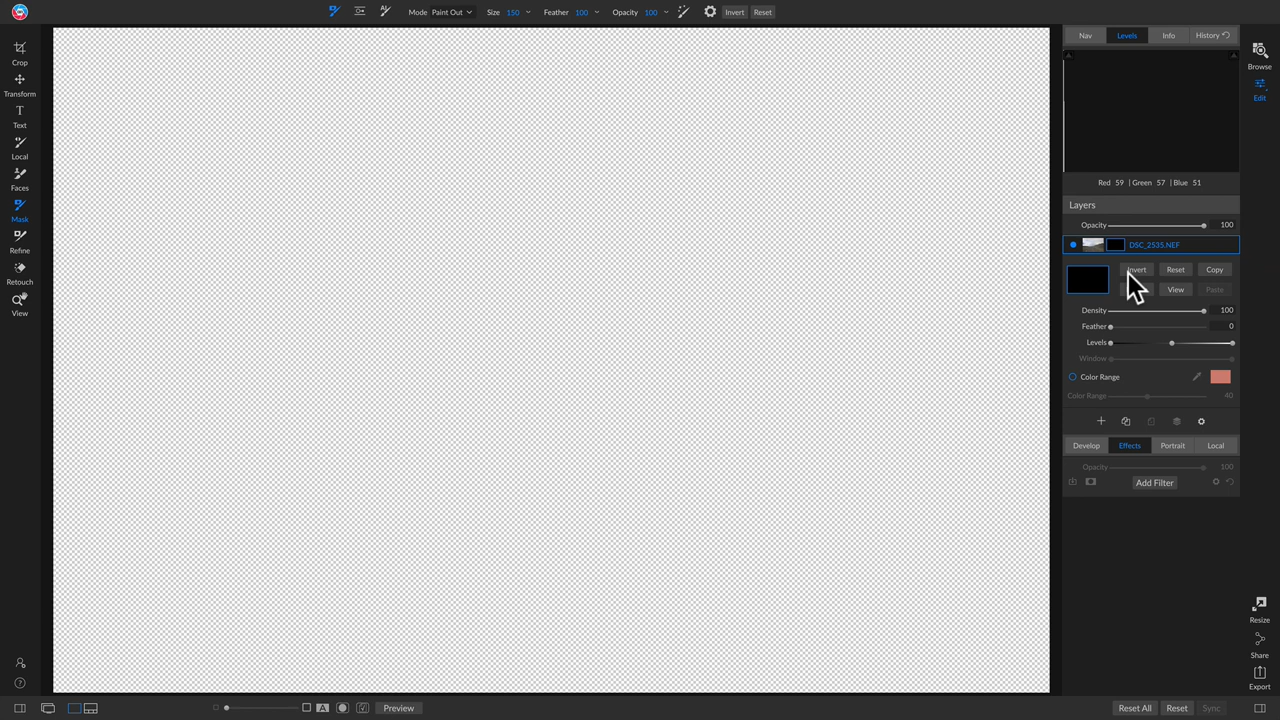 Mode Paint Out Size 150 Feather 100 Opacity 100 Invert Reset
Crop
Transform
Text
Local
Faces
Mask
Refine
Retouch
View
Nav Levels Info History
Browse
Edit
Red 59 | Green 57 | Blue 51
Layers
Opacity 100
DSC_2535.NEF
Invert Reset Copy
View Paste
Density 100
Feather 0
Levels
Window
Color Range
Color Range 40
Develop Effects Portrait Local
Opacity 100
Add Filter
Resize
Share
Export
A Preview
Reset All Reset Sync